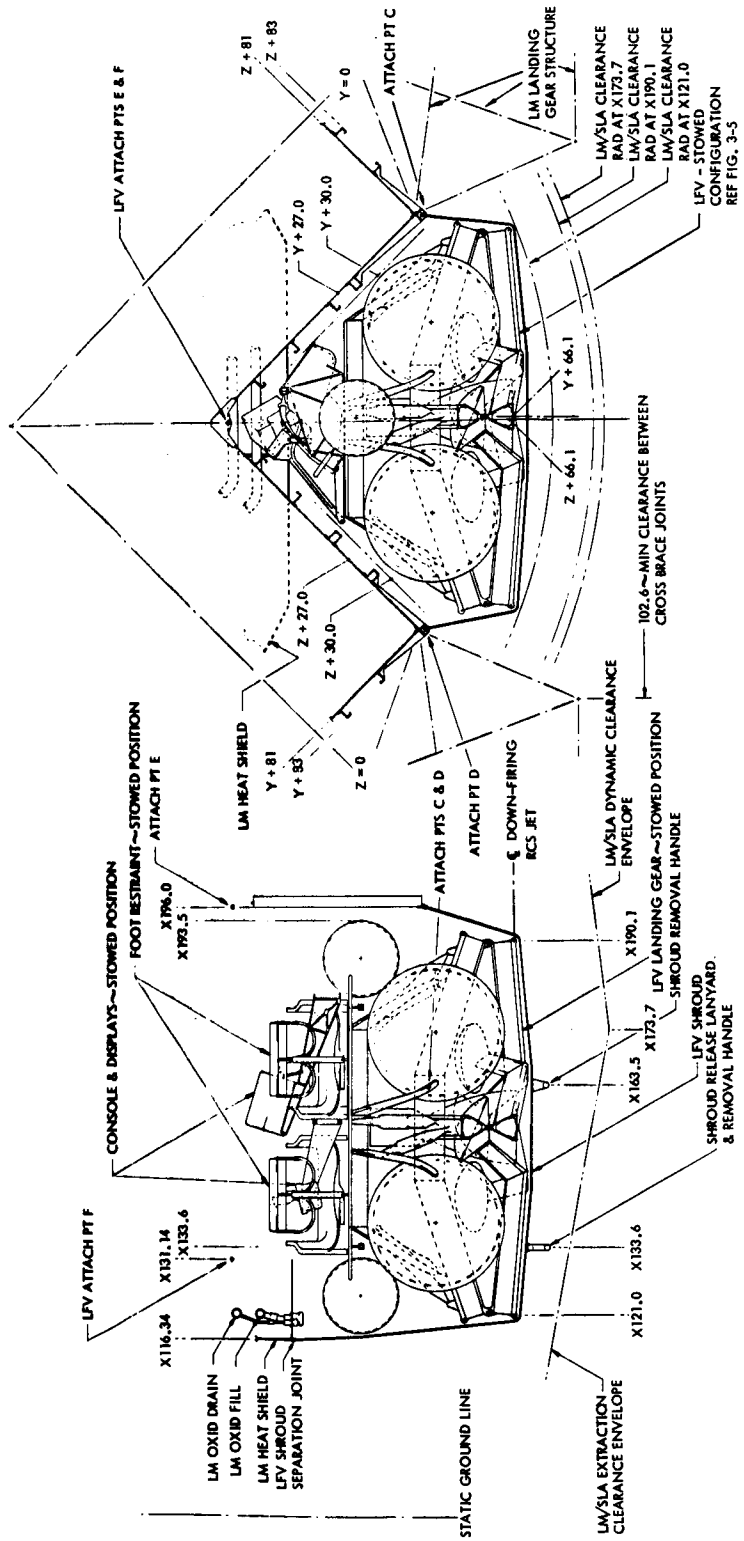 LFV ATTACH PT F
CONSOLE & DISPLAYS~STOWED POSITION
FOOT RESTRAINT~STOWED POSITION
ATTACH PT E
X116.34
X131.14
X133.6
X196.0
X193.5
LM OXID DRAIN
LM OXID FILL
LM HEAT SHIELD
LFV SHROUD
SEPARATION JOINT
STATIC GROUND LINE
LM/SLA EXTRACTION
CLEARANCE ENVELOPE
X121.0
X133.6
X163.5
X173.7
X190.1
LFV SHROUD
SHROUD RELEASE LANYARD
& REMOVAL HANDLE
LFV LANDING GEAR~STOWED POSITION
SHROUD REMOVAL HANDLE
LM/SLA DYNAMIC CLEARANCE
ENVELOPE
℄ DOWN-FIRING
RCS JET
ATTACH PTS C & D
ATTACH PT D
LFV ATTACH PTS E & F
LM HEAT SHIELD
Y + 81
Y + 83
Z = 0
Z + 27.0
Z + 30.0
Y + 27.0
Y + 30.0
Z + 81
Z + 83
Y = 0
ATTACH PT C
LM LANDING
GEAR STRUCTURE
Z + 66.1
Y + 66.1
102.6~MIN CLEARANCE BETWEEN
CROSS BRACE JOINTS
LM/SLA CLEARANCE
RAD AT X173.7
LM/SLA CLEARANCE
RAD AT X190.1
LM/SLA CLEARANCE
RAD AT X121.0
LFV - STOWED
CONFIGURATION
REF FIG. 3-5